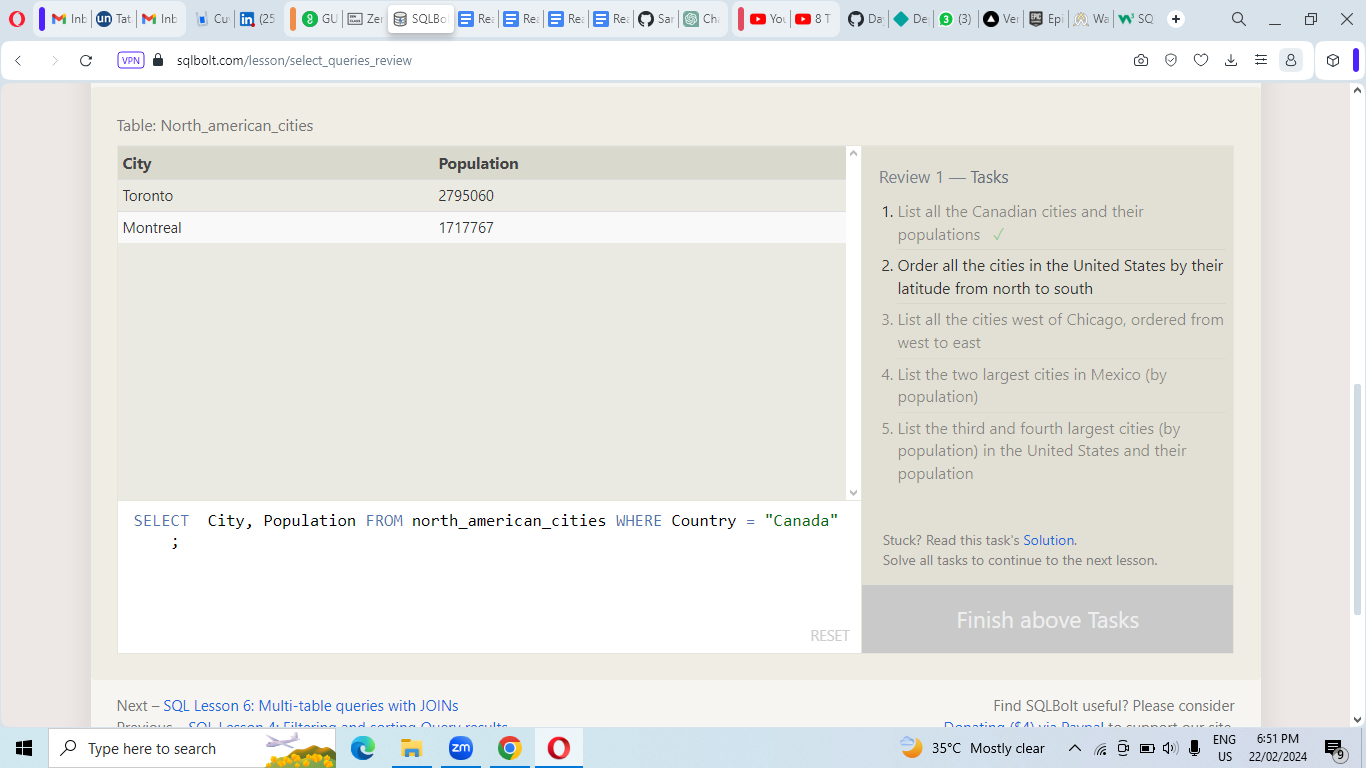 Inb
Tat
Inb
Cu
(25
GU
Zer
SQLBo
Rea
Rea
Rea
Rea
Sar
Cha
You
8 T
Da
De
(3)
Ver
Epi
Wa
SQ
VPN
sqlbolt.com/lesson/select_queries_review
Table: North_american_cities
City Population
Toronto 2795060
Montreal 1717767
SELECT City, Population FROM north_american_cities WHERE Country = "Canada"
;
RESET
Review 1 — Tasks
1. List all the Canadian cities and their
populations ✓
2. Order all the cities in the United States by their
latitude from north to south
3. List all the cities west of Chicago, ordered from
west to east
4. List the two largest cities in Mexico (by
population)
5. List the third and fourth largest cities (by
population) in the United States and their
population
Stuck? Read this task's Solution.
Solve all tasks to continue to the next lesson.
Finish above Tasks
Next – SQL Lesson 6: Multi-table queries with JOINs
Previous – SQL Lesson 4: Filtering and sorting Query results
Find SQLBolt useful? Please consider
Donating ($4) via Paypal to support our site.
Type here to search
zm
35°C Mostly clear
ENG
US
6:51 PM
22/02/2024
9